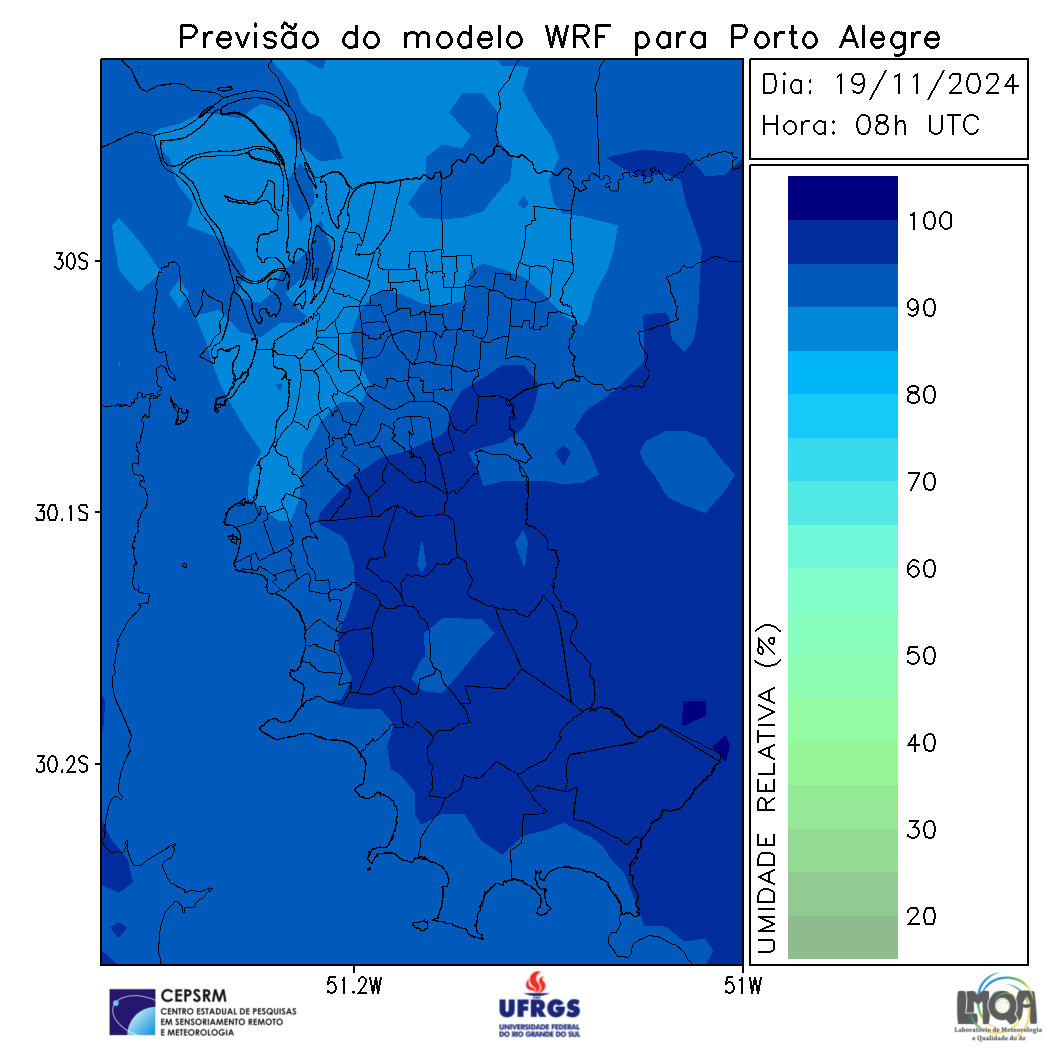 Previsão do modelo WRF para Porto Alegre
Dia: 19/11/2024
Hora: 08h UTC
30S
30.1S
30.2S
51.2W
51W
UMIDADE RELATIVA (%)
100
90
80
70
60
50
40
30
20
CEPSRM
CENTRO ESTADUAL DE PESQUISAS
EM SENSORIAMENTO REMOTO
E METEOROLOGIA
UFRGS
UNIVERSIDADE FEDERAL
DO RIO GRANDE DO SUL
LMQA
Laboratório de Meteorologia
e Qualidade do Ar